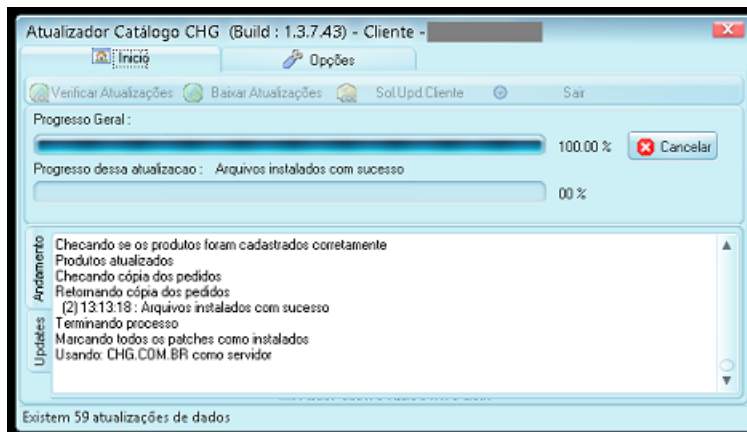 Atualizador Catálogo CHG (Build : 1.3.7.43) - Cliente -
Inicio
Opções
Verificar Atualizações
Baixar Atualizações
Sol.Upd.Cliente
Sair
Progresso Geral :
100.00 %
Cancelar
Progresso dessa atualizacao : Arquivos instalados com sucesso
00 %
Andamento
Updates
Checando se os produtos foram cadastrados corretamente
Produtos atualizados
Checando cópia dos pedidos
Retornando cópia dos pedidos
(2) 13:13:18 : Arquivos instalados com sucesso
Terminando processo
Marcando todos os patches como instalados
Usando: CHG.COM.BR como servidor
Existem 59 atualizações de dados